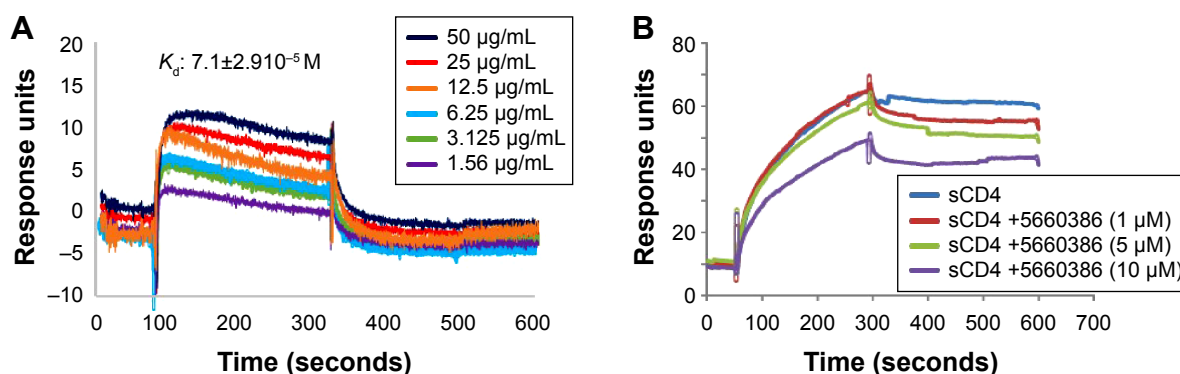 A
Response units
20
15
10
5
0
–5
–10
K_d: 7.1±2.910⁻⁵ M
50 µg/mL
25 µg/mL
12.5 µg/mL
6.25 µg/mL
3.125 µg/mL
1.56 µg/mL
0 100 200 300 400 500 600
Time (seconds)
B
Response units
80
60
40
20
0
sCD4
sCD4 +5660386 (1 µM)
sCD4 +5660386 (5 µM)
sCD4 +5660386 (10 µM)
0 100 200 300 400 500 600 700
Time (seconds)